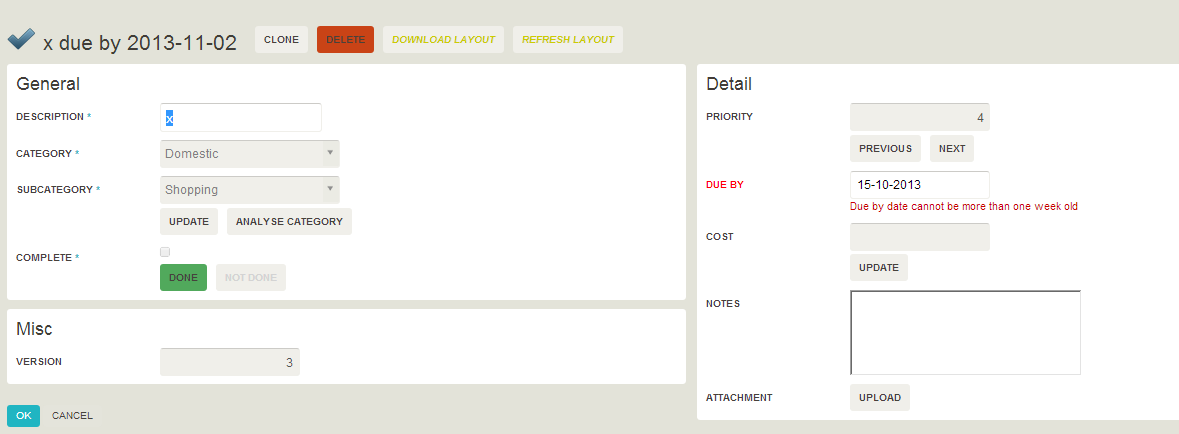 x due by 2013-11-02 CLONE DELETE DOWNLOAD LAYOUT REFRESH LAYOUT
General
DESCRIPTION * x
CATEGORY * Domestic
SUBCATEGORY * Shopping
UPDATE ANALYSE CATEGORY
COMPLETE *
DONE NOT DONE
Misc
VERSION 3
OK CANCEL
Detail
PRIORITY 4
PREVIOUS NEXT
DUE BY 15-10-2013
Due by date cannot be more than one week old
COST
UPDATE
NOTES
ATTACHMENT UPLOAD